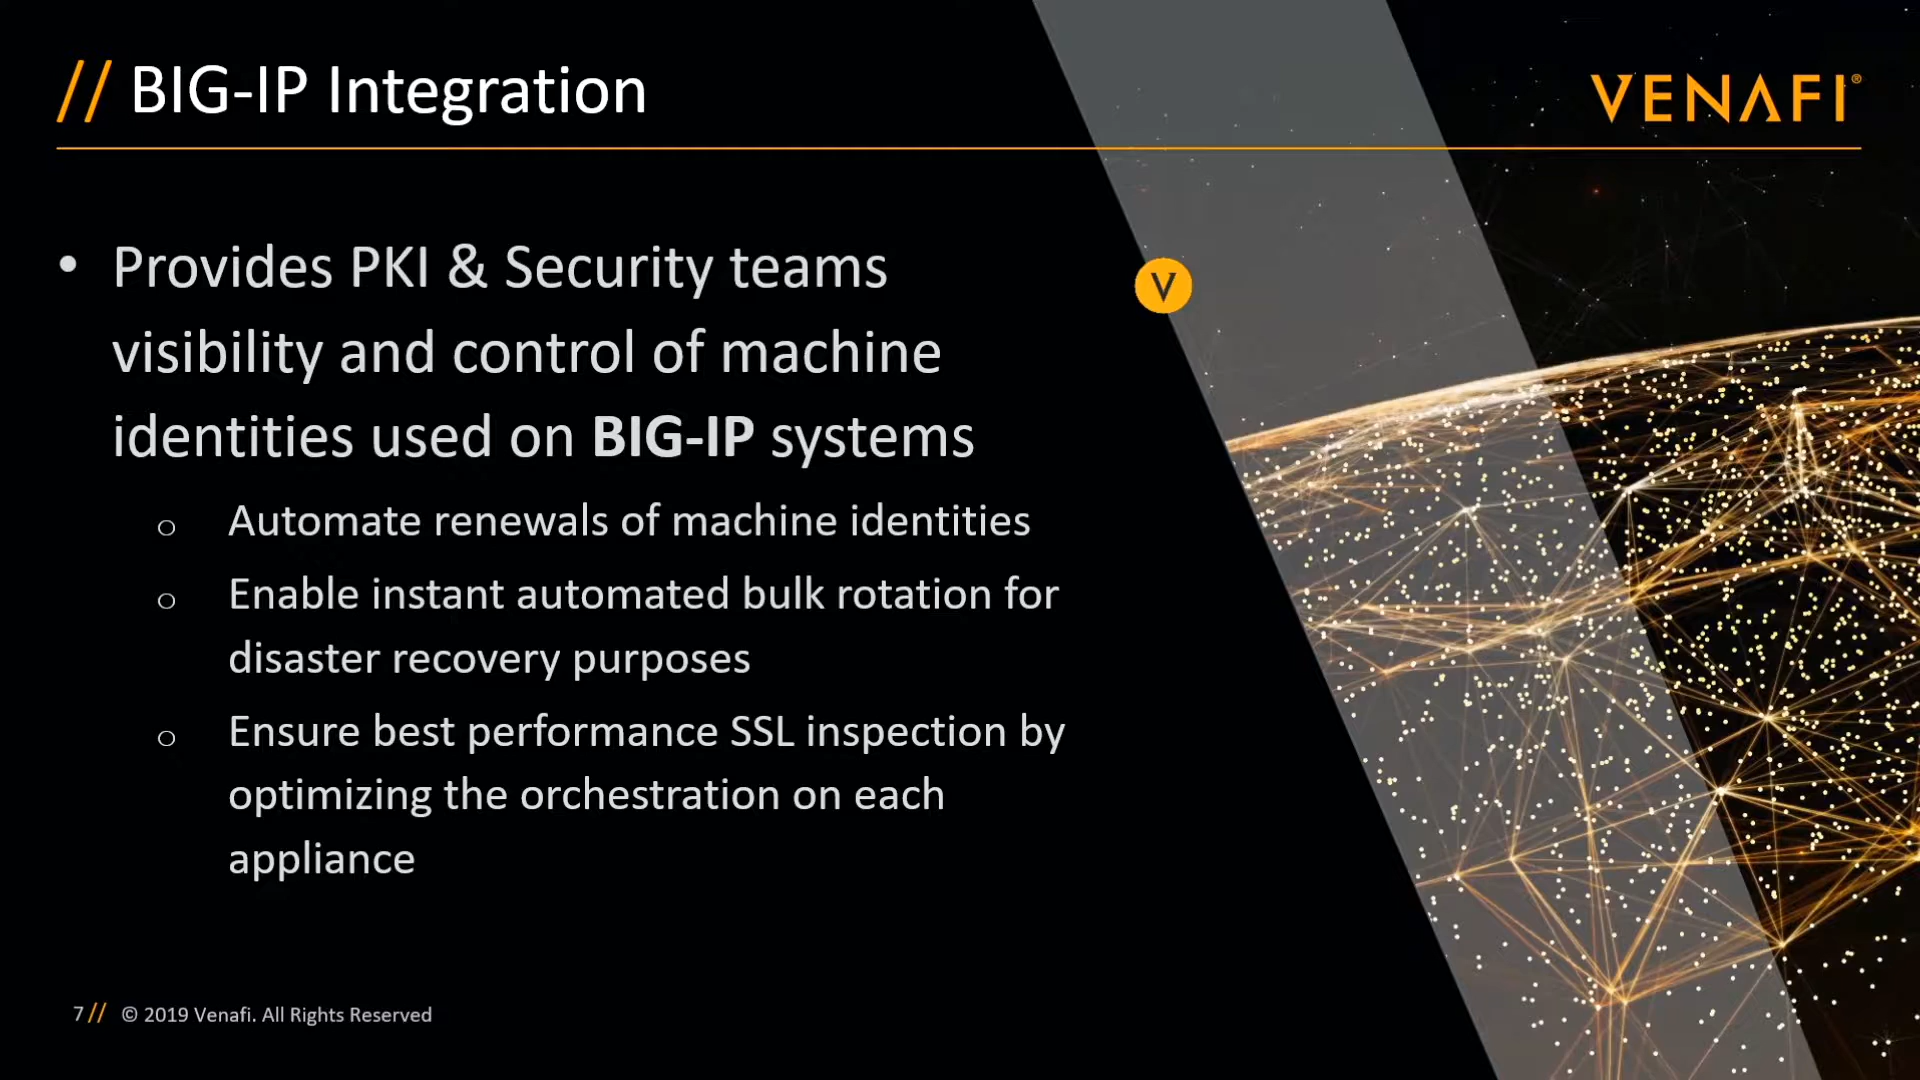 // BIG-IP Integration
VENAFI®
• Provides PKI & Security teams
visibility and control of machine
identities used on BIG-IP systems
V
o Automate renewals of machine identities
o Enable instant automated bulk rotation for
disaster recovery purposes
o Ensure best performance SSL inspection by
optimizing the orchestration on each
appliance
7 // © 2019 Venafi. All Rights Reserved